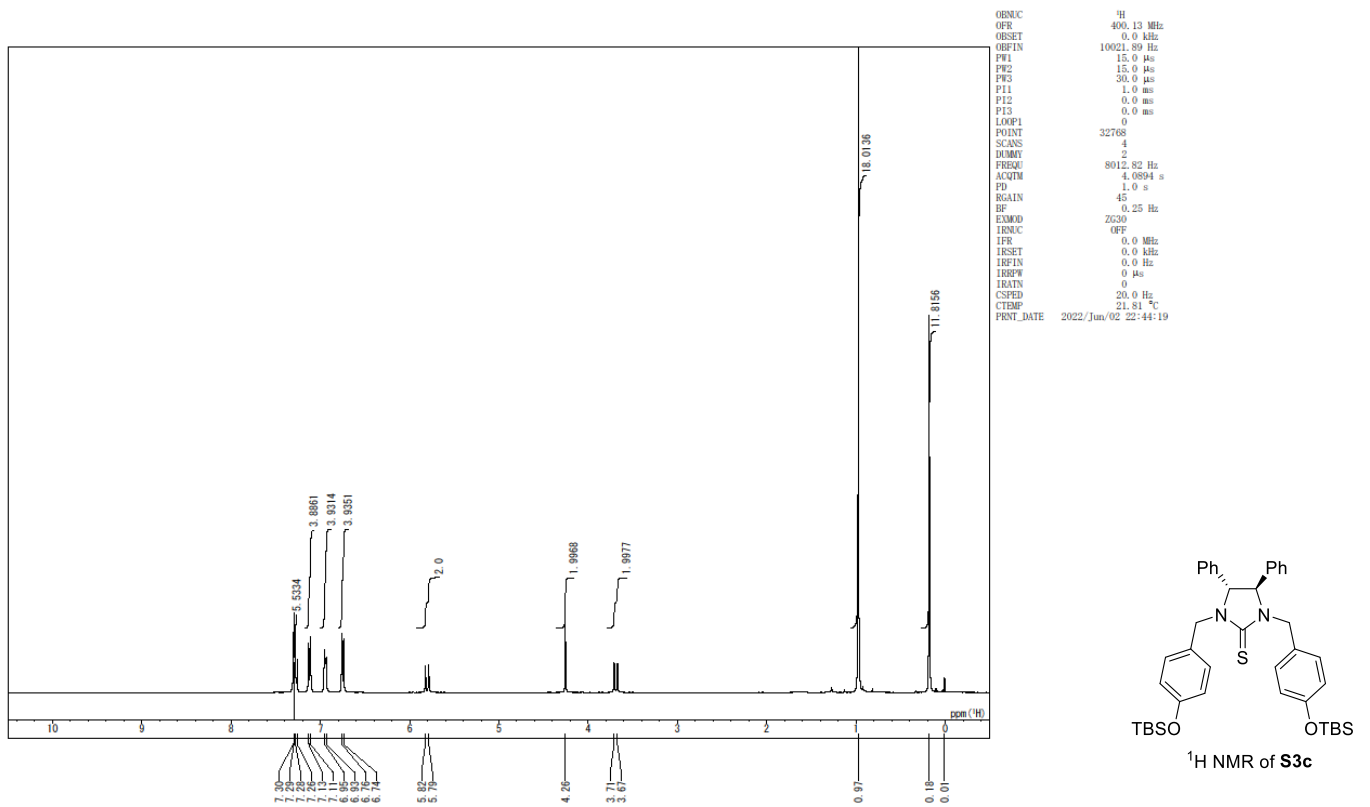 OBNUC ¹H
OFR 400.13 MHz
OBSET 0.0 kHz
OBFIN 10021.89 Hz
PW1 15.0 μs
PW2 15.0 μs
PW3 30.0 μs
PI1 1.0 ms
PI2 0.0 ms
PI3 0.0 ms
LOOP1 0
POINT 32768
SCANS 4
DUMMY 2
FREQU 8012.82 Hz
ACQTM 4.0894 s
PD 1.0 s
RGAIN 45
BF 0.25 Hz
EXMOD ZG30
IRNUC OFF
IFR 0.0 MHz
IRSET 0.0 kHz
IRFIN 0.0 Hz
IRRPW 0 μs
IRATN 0
CSPED 20.0 Hz
CTEMP 21.81 °C
PRNT_DATE 2022/Jun/02 22:44:19
5.5334
3.8861
3.9314
3.9351
2.0
1.9968
1.9977
18.0136
11.8156
ppm(¹H)
10 9 8 7 6 5 4 3 2 1 0
7.30
7.29
7.28
7.26
7.13
7.11
6.95
6.93
6.76
6.74
5.82
5.79
4.26
3.71
3.67
0.97
0.18
0.01
Ph Ph
N N
S
TBSO OTBS
¹H NMR of S3c